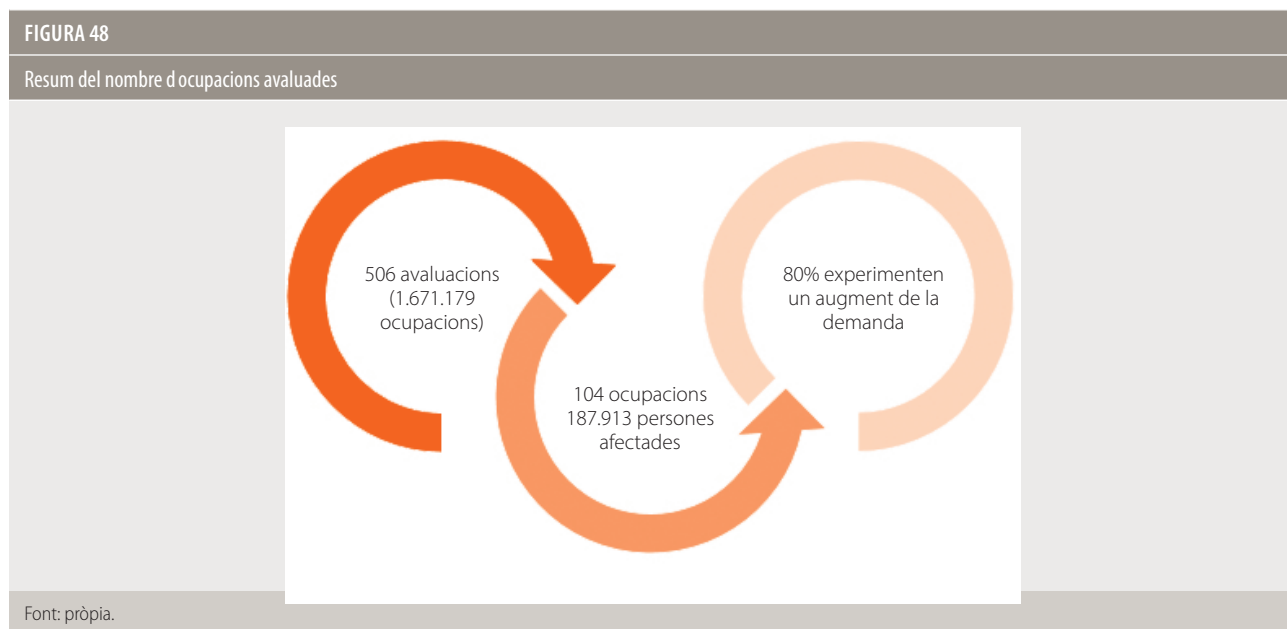 FIGURA 48
Resum del nombre d ocupacions avaluades
506 avaluacions
(1.671.179
ocupacions)
104 ocupacions
187.913 persones
afectades
80% experimenten
un augment de la
demanda
Font: pròpia.